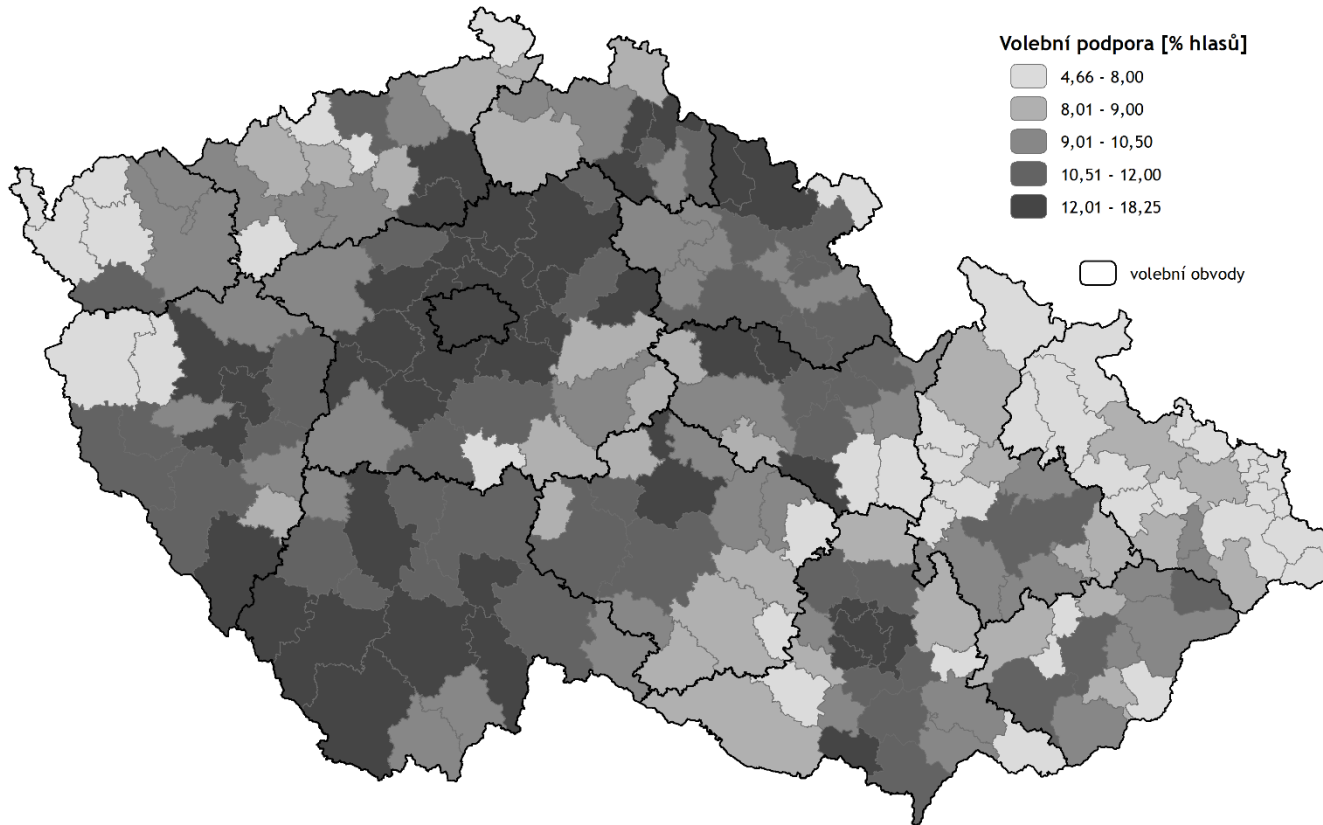 Volební podpora [% hlasů]
4,66 - 8,00
8,01 - 9,00
9,01 - 10,50
10,51 - 12,00
12,01 - 18,25
volební obvody